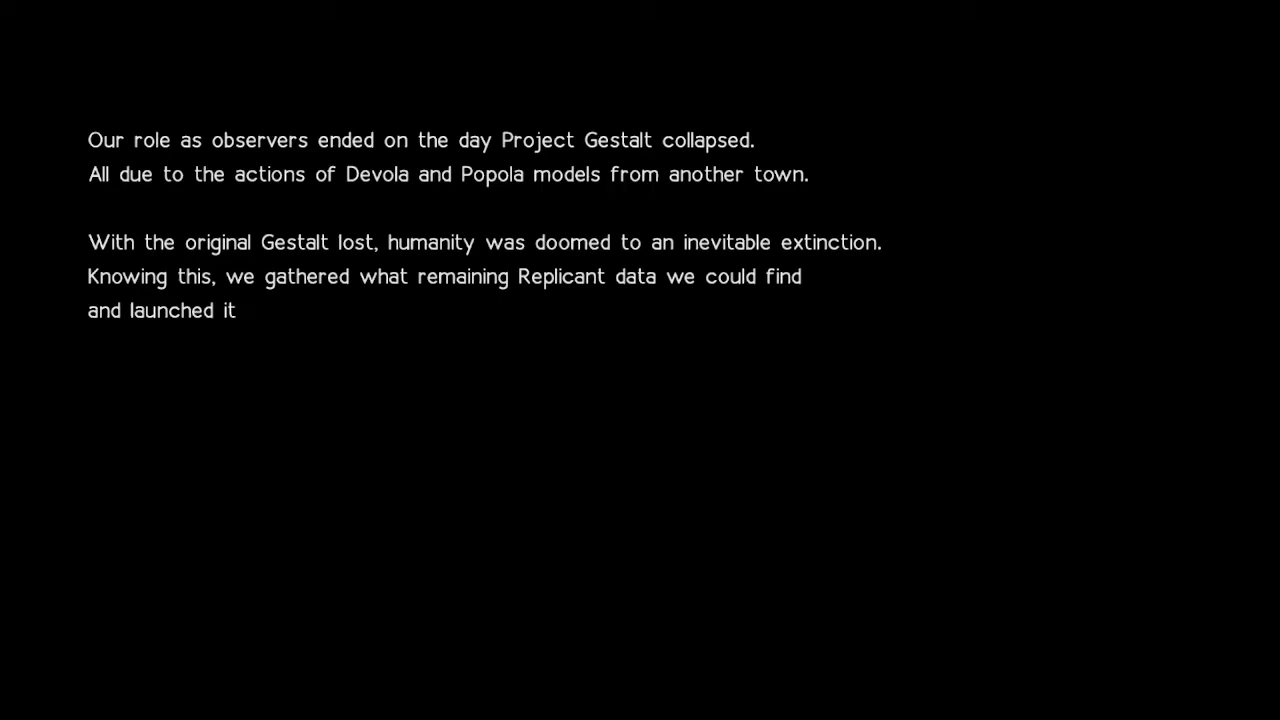 Our role as observers ended on the day Project Gestalt collapsed.
All due to the actions of Devola and Popola models from another town.
With the original Gestalt lost, humanity was doomed to an inevitable extinction.
Knowing this, we gathered what remaining Replicant data we could find
and launched it